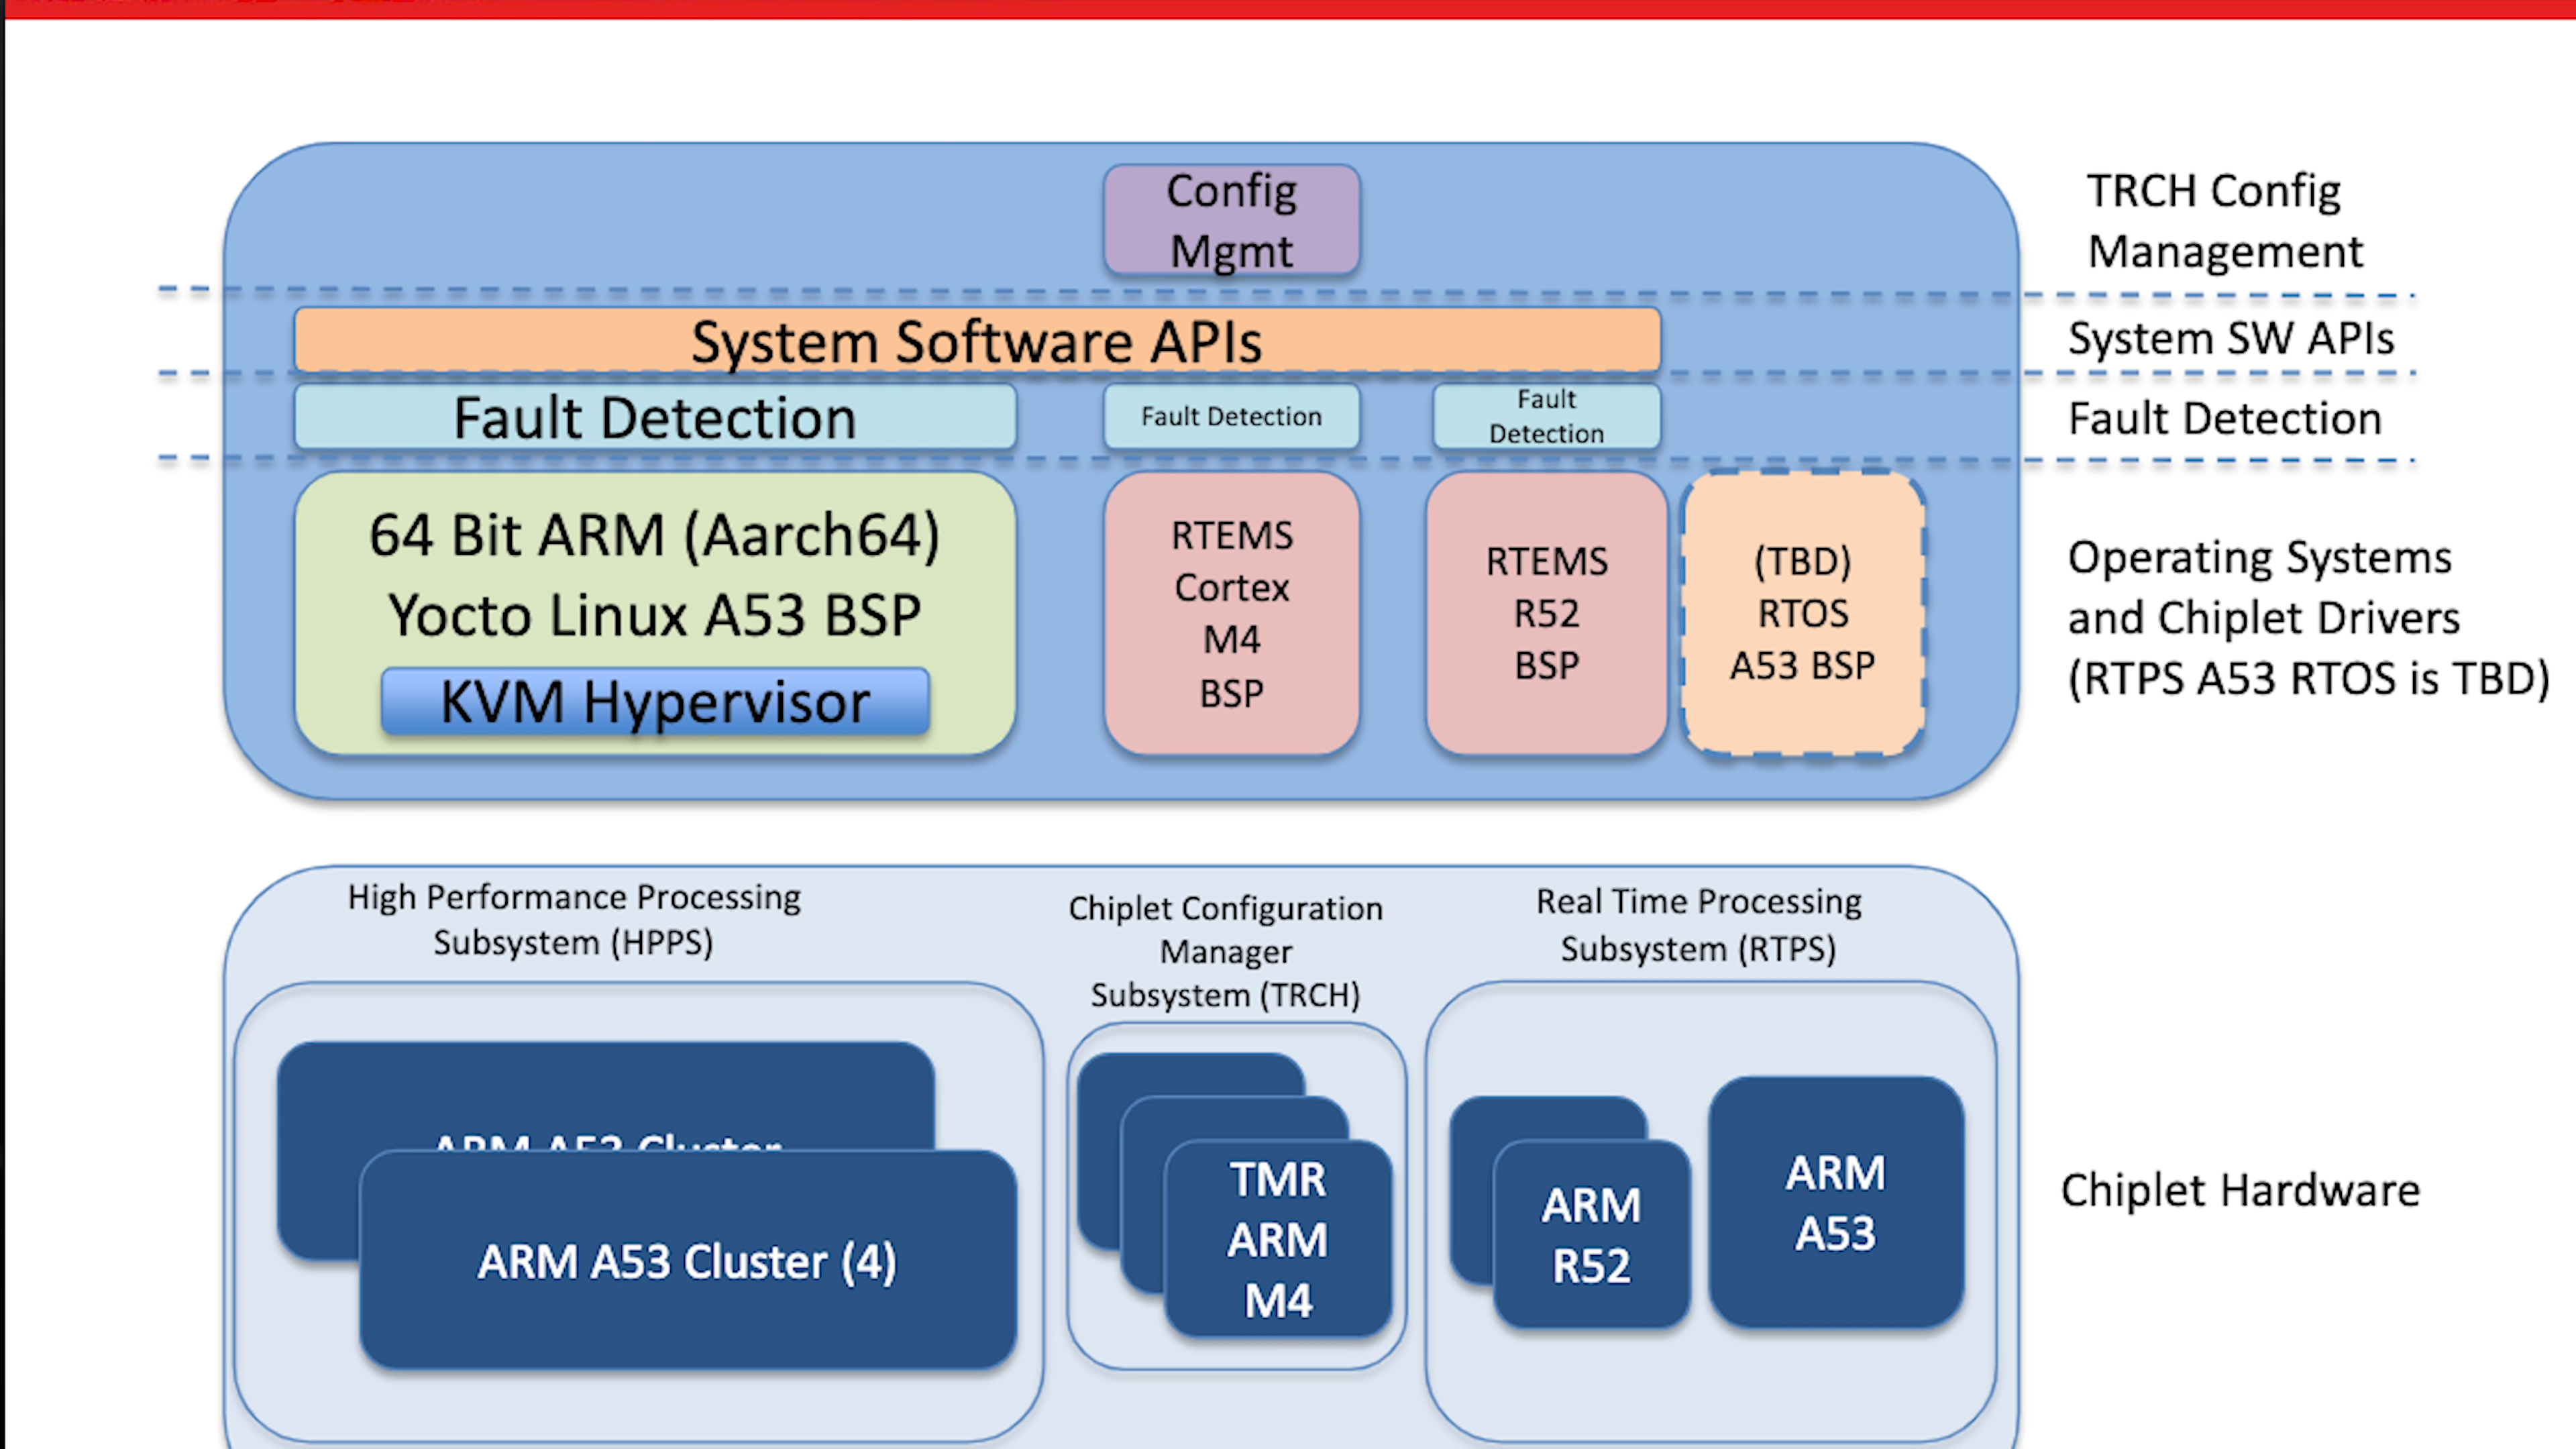 Config
Mgmt
TRCH Config
Management
System Software APIs
System SW APIs
Fault Detection
Fault Detection
Fault
Detection
Fault Detection
64 Bit ARM (Aarch64)
Yocto Linux A53 BSP
KVM Hypervisor
RTEMS
Cortex
M4
BSP
RTEMS
R52
BSP
(TBD)
RTOS
A53 BSP
Operating Systems
and Chiplet Drivers
(RTPS A53 RTOS is TBD)
High Performance Processing
Subsystem (HPPS)
Chiplet Configuration
Manager
Subsystem (TRCH)
Real Time Processing
Subsystem (RTPS)
ARM A53 Cluster
ARM A53 Cluster (4)
TMR
ARM
M4
ARM
R52
ARM
A53
Chiplet Hardware